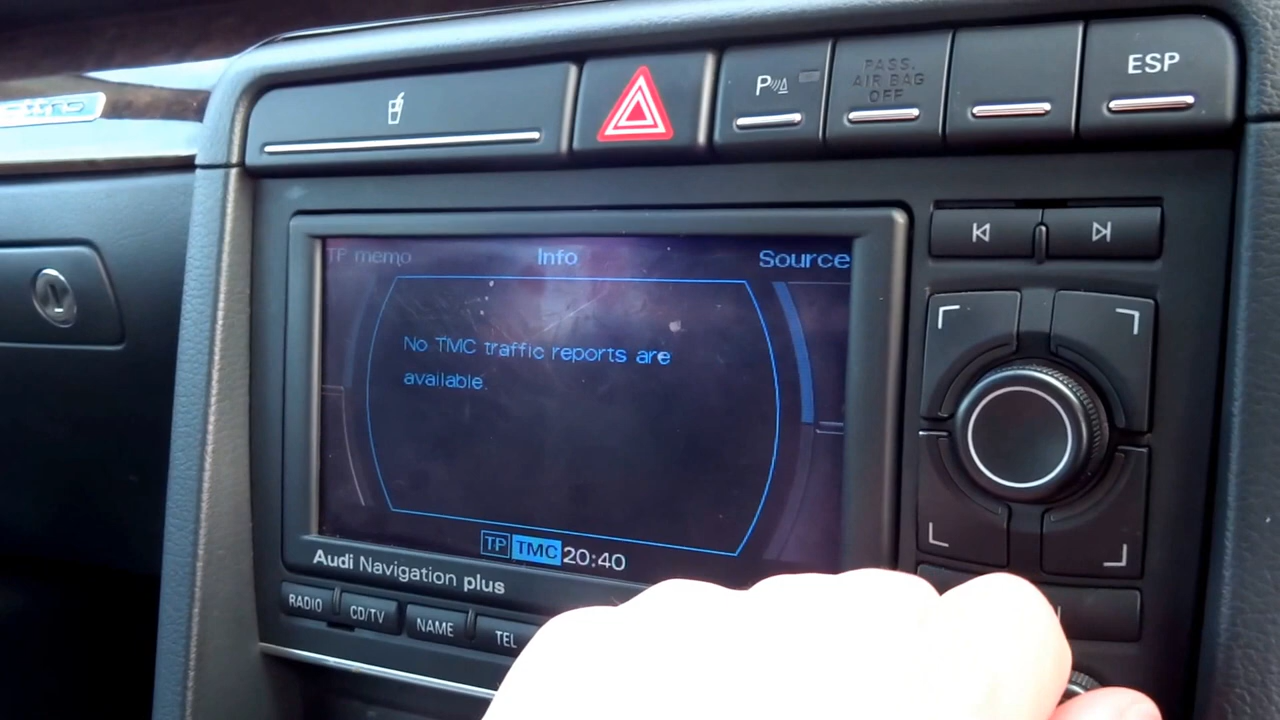 ESP
PASS.
AIR BAG
OFF
P
TP memo Info Source
No TMC traffic reports are
available.
TP TMC 20:40
Audi Navigation plus
RADIO CD/TV NAME TEL